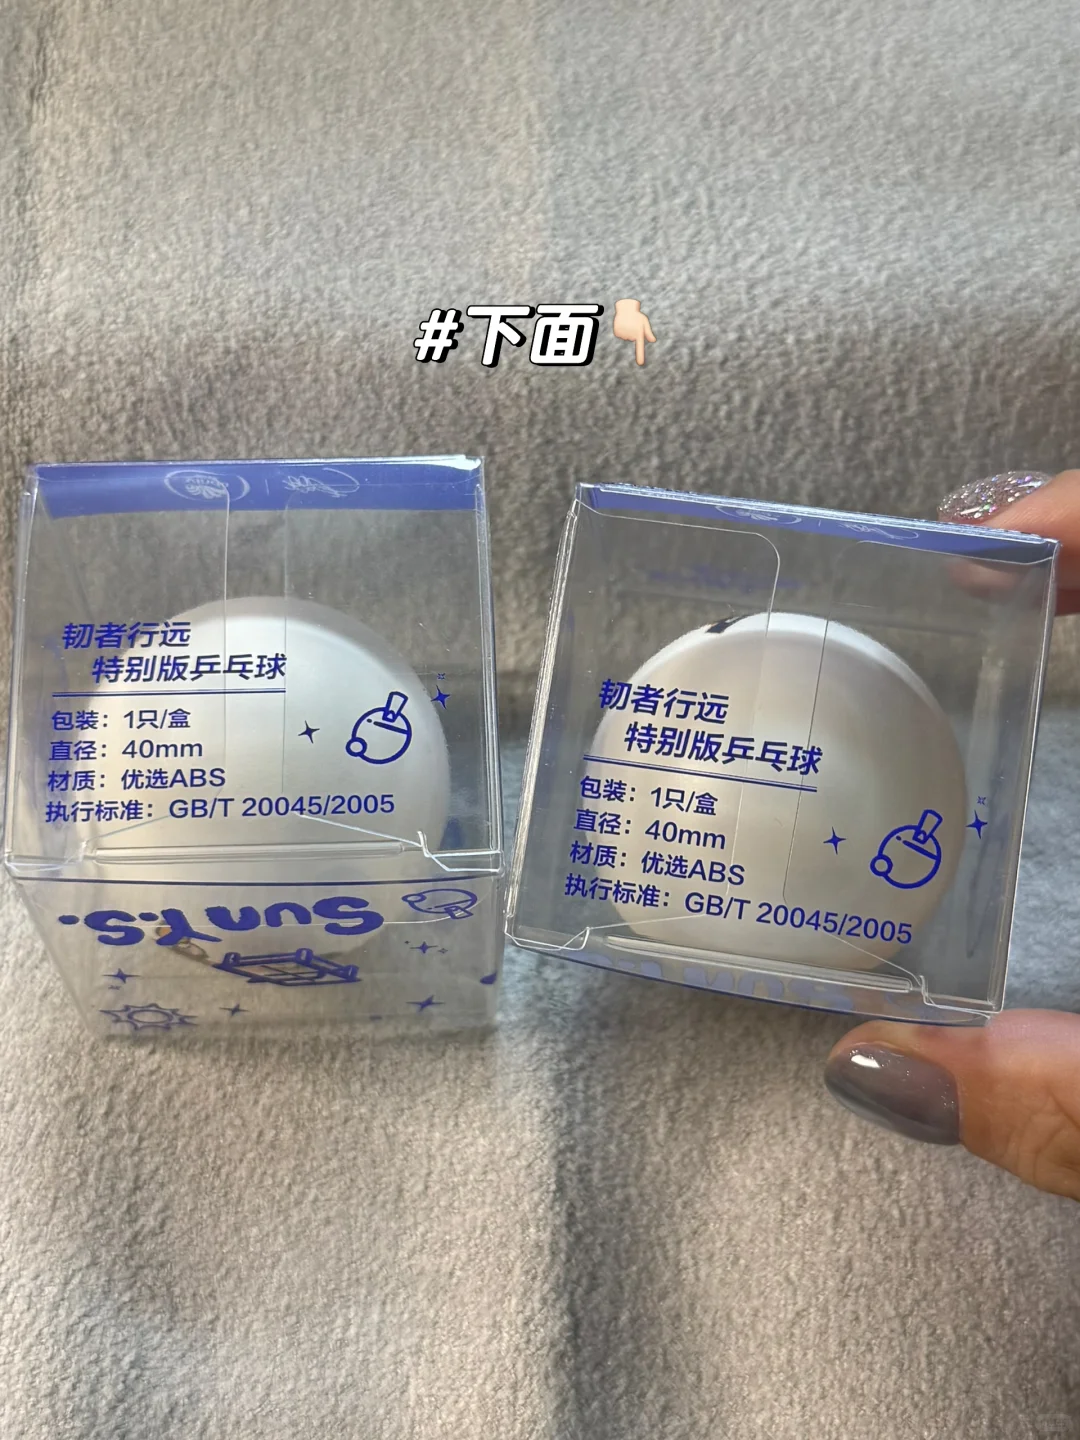 #下面👇🏻
韧者行远
特别版乒乓球
包装：1只/盒
直径：40mm
材质：优选ABS
执行标准：GB/T 20045/2005
SunY.S.
韧者行远
特别版乒乓球
包装：1只/盒
直径：40mm
材质：优选ABS
执行标准：GB/T 20045/2005